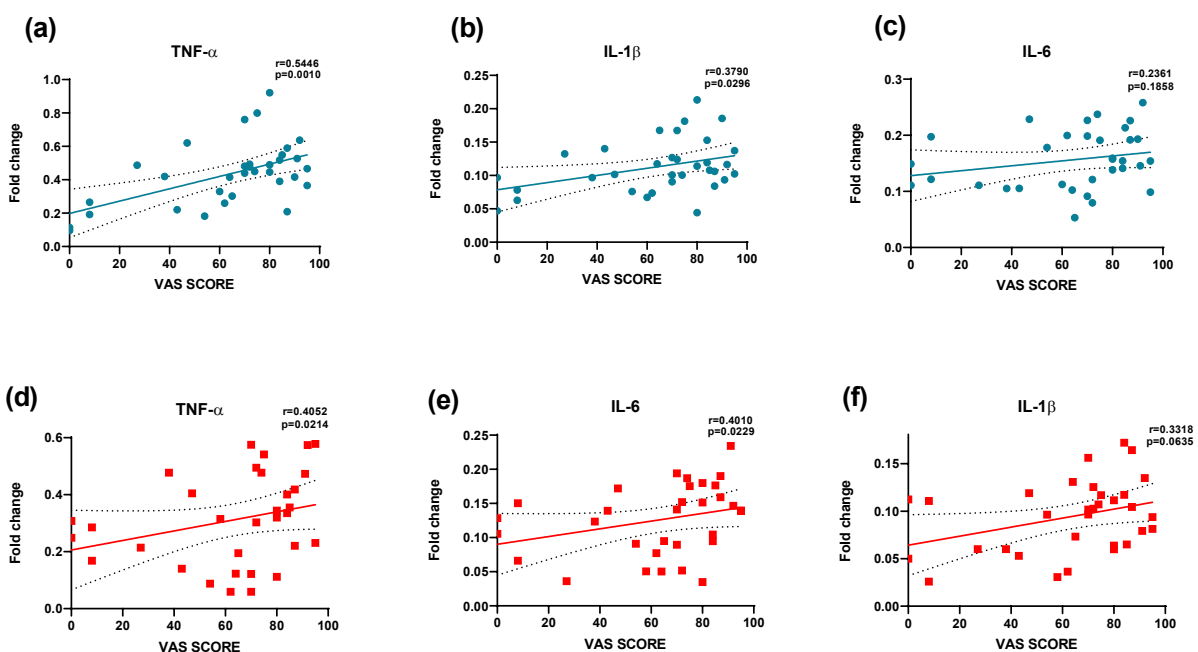 (a)
TNF-α
r=0.5446
p=0.0010
Fold change
1.0
0.8
0.6
0.4
0.2
0.0
0 20 40 60 80 100
VAS SCORE
(b)
IL-1β
r=0.3790
p=0.0296
Fold change
0.25
0.20
0.15
0.10
0.05
0.00
0 20 40 60 80 100
VAS SCORE
(c)
IL-6
r=0.2361
p=0.1858
Fold change
0.3
0.2
0.1
0.0
0 20 40 60 80 100
VAS SCORE
(d)
TNF-α
r=0.4052
p=0.0214
Fold change
0.6
0.4
0.2
0.0
0 20 40 60 80 100
VAS SCORE
(e)
IL-6
r=0.4010
p=0.0229
Fold change
0.25
0.20
0.15
0.10
0.05
0.00
0 20 40 60 80 100
VAS SCORE
(f)
IL-1β
r=0.3318
p=0.0635
Fold change
0.15
0.10
0.05
0.00
0 20 40 60 80 100
VAS SCORE